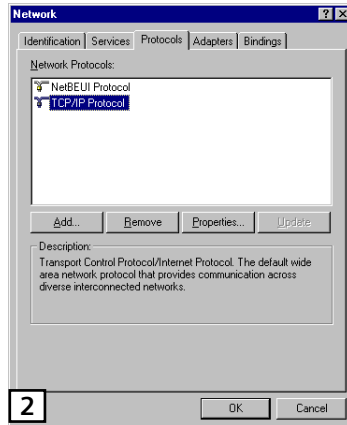 Network
Identification Services Protocols Adapters Bindings
Network Protocols:
NetBEUI Protocol
TCP/IP Protocol
Add... Remove Properties... Update
Description:
Transport Control Protocol/Internet Protocol. The default wide
area network protocol that provides communication across
diverse interconnected networks.
2
OK Cancel